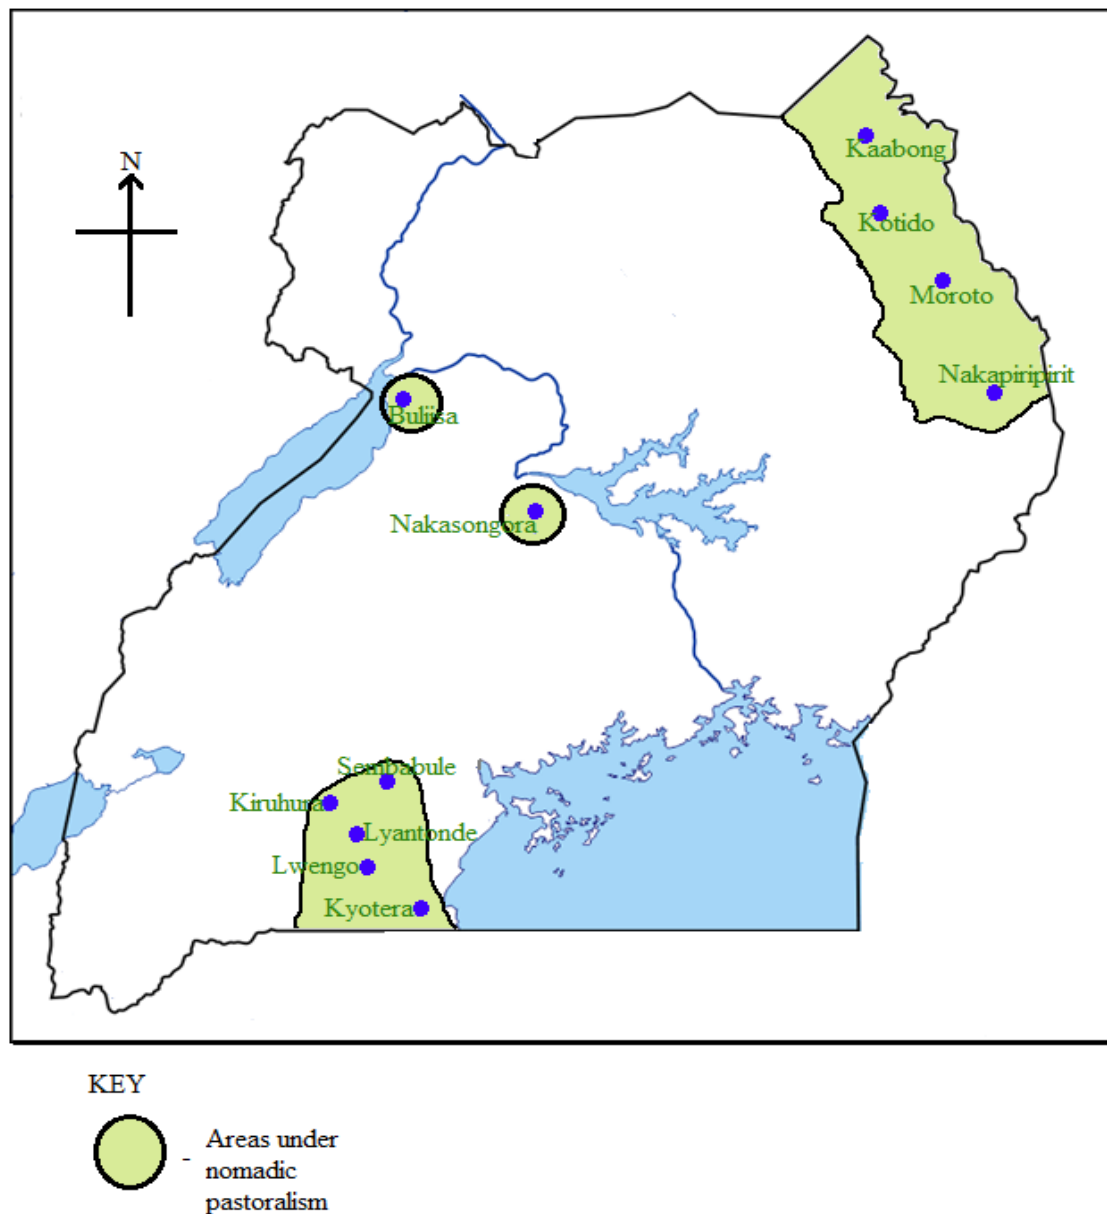 N
Kaabong
Kotido
Moroto
Nakapiripirit
Buliisa
Nakasongora
Sembabule
Kiruhura
Lyantonde
Lwengo
Kyotera
KEY
- Areas under
nomadic
pastoralism